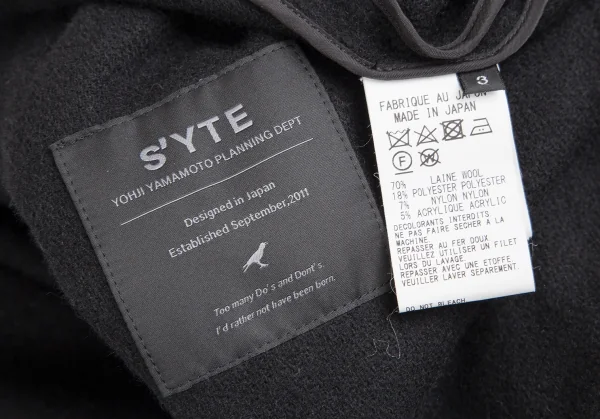 S'YTE
YOHJI YAMAMOTO PLANNING DEPT
Designed in Japan
Established September,2011
Too many Do's and Dont's.
I'd rather not have been born.
3
FABRIQUE AU JAPON
MADE IN JAPAN
70% LAINE WOOL
18% POLYESTER POLYESTER
7% NYLON NYLON
5% ACRYLIQUE ACRYLIC
DECOLORANTS INTERDITS
NE PAS FAIRE SECHER A LA
MACHINE.
REPASSER AU FER DOUX
VEUILLEZ UTILISER UN FILET
LORS DU LAVAGE.
REPASSER AVEC UNE ETOFFE.
VEUILLER LAVER SEPAREMENT.
DO NOT BLEACH